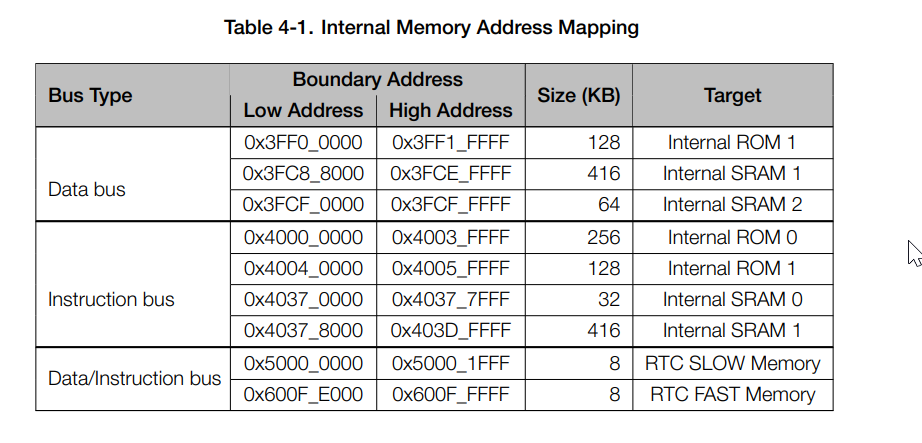 Table 4-1. Internal Memory Address Mapping
Bus Type Boundary Address Size (KB) Target
Low Address High Address
Data bus 0x3FF0_0000 0x3FF1_FFFF 128 Internal ROM 1
0x3FC8_8000 0x3FCE_FFFF 416 Internal SRAM 1
0x3FCF_0000 0x3FCF_FFFF 64 Internal SRAM 2
Instruction bus 0x4000_0000 0x4003_FFFF 256 Internal ROM 0
0x4004_0000 0x4005_FFFF 128 Internal ROM 1
0x4037_0000 0x4037_7FFF 32 Internal SRAM 0
0x4037_8000 0x403D_FFFF 416 Internal SRAM 1
Data/Instruction bus 0x5000_0000 0x5000_1FFF 8 RTC SLOW Memory
0x600F_E000 0x600F_FFFF 8 RTC FAST Memory